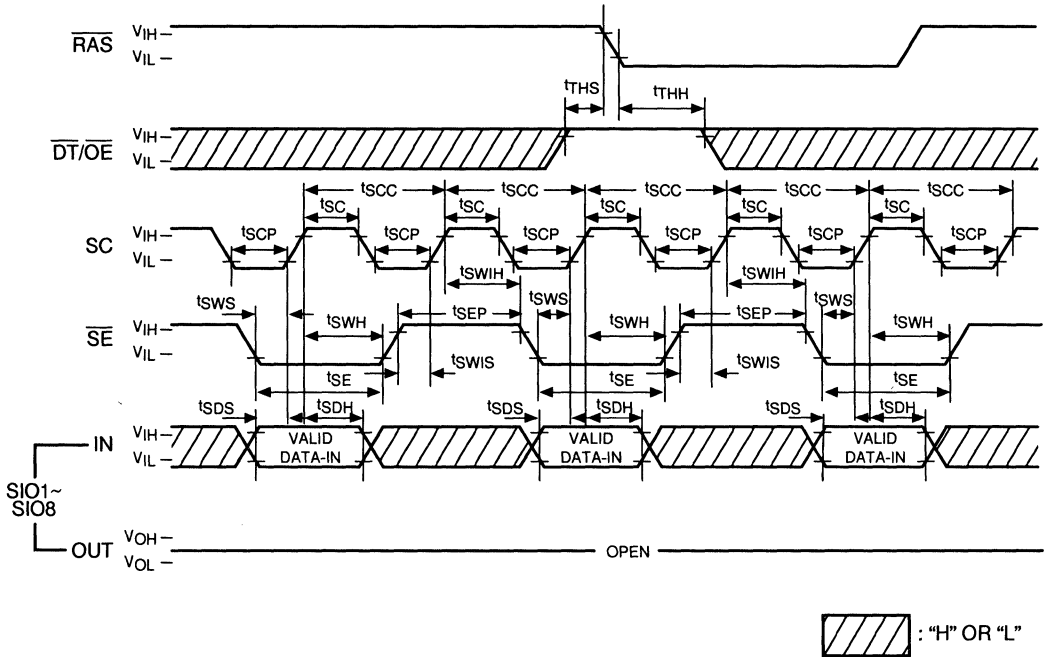 RAS VIH
VIL
tTHS tTHH
DT/OE VIH
VIL
tSCC tSCC tSCC tSCC tSCC
tSC tSC tSC tSC tSC
SC VIH tSCP tSCP tSCP tSCP tSCP tSCP
VIL
tSWIH tSWIH
tSWS tSWS tSWS
SE VIH tSWH tSEP tSWH tSEP tSWH
VIL
tSE tSWIS tSE tSWIS tSE
tSDS tSDH tSDS tSDH tSDS tSDH
IN VIH VALID VALID VALID
VIL DATA-IN DATA-IN DATA-IN
SIO1~
SIO8
OUT VOH OPEN
VOL
: "H" OR "L"